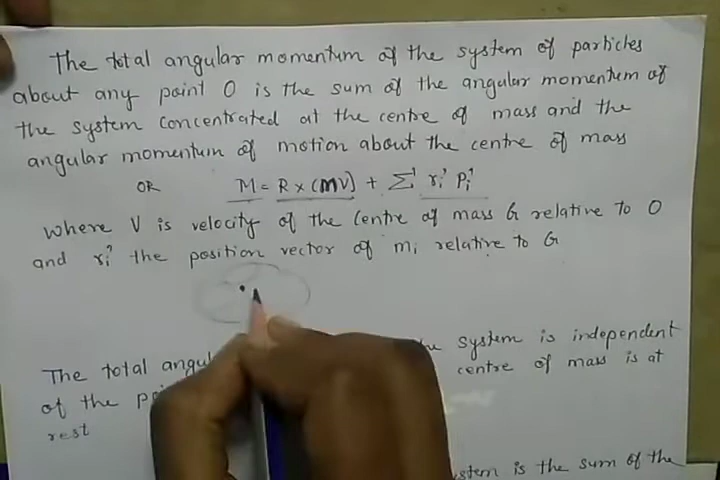 The total angular momentum of the system of particles
about any point O is the sum of the angular momentum of
the system concentrated at the centre of mass and the
angular momentum of motion about the centre of mass
OR M = R × (MV) + Σ' ri' Pi'
where V is velocity of the centre of mass G relative to O
and ri' the position vector of mi relative to G
The total angul system is independent
of the centre of mass is at
rest
system is the sum of the